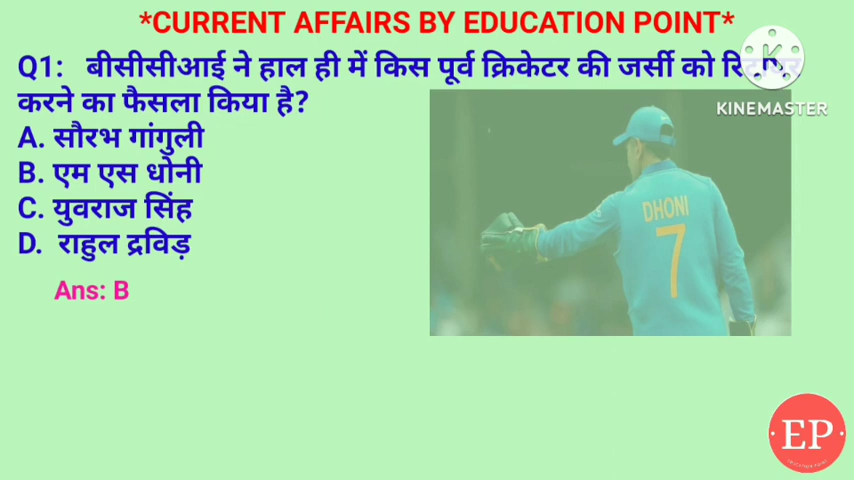 *CURRENT AFFAIRS BY EDUCATION POINT*
Q1: बीसीसीआई ने हाल ही में किस पूर्व क्रिकेटर की जर्सी को
करने का फैसला किया है?
KINEMASTER
A. सौरभ गांगुली
B. एम एस धोनी
C. युवराज सिंह
D. राहुल द्रविड़
Ans: B
DHONI
7
EP